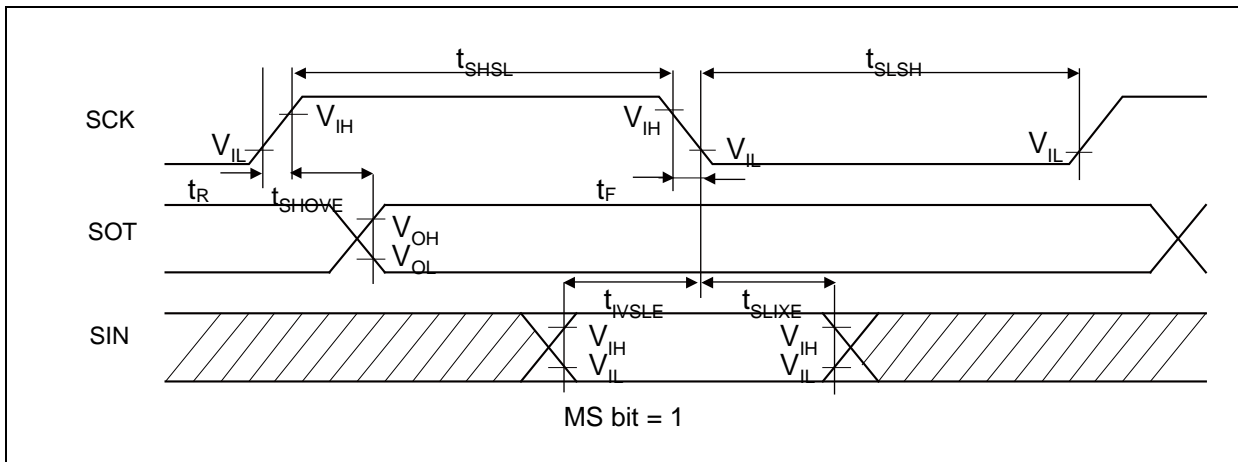 tSHSL
tSLSH
SCK
VIH
VIH
VIL
VIL
VIL
tR
tSHOVE
tF
SOT
VOH
VOL
tIVSLE
tSLIXE
SIN
VIH
VIH
VIL
VIL
MS bit = 1